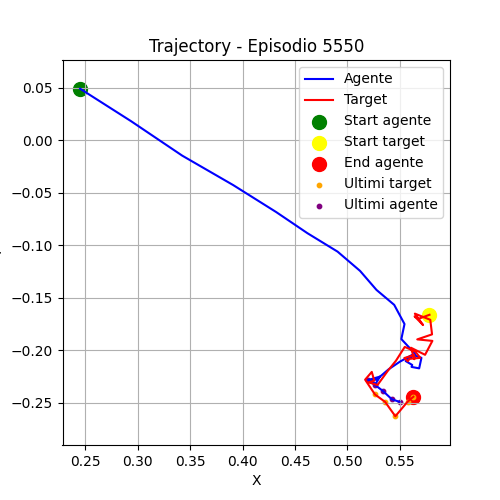 Trajectory - Episodio 5550
Agente
Target
Start agente
Start target
End agente
Ultimi target
Ultimi agente
0.05
0.00
−0.05
−0.10
−0.15
−0.20
−0.25
0.25 0.30 0.35 0.40 0.45 0.50 0.55
X